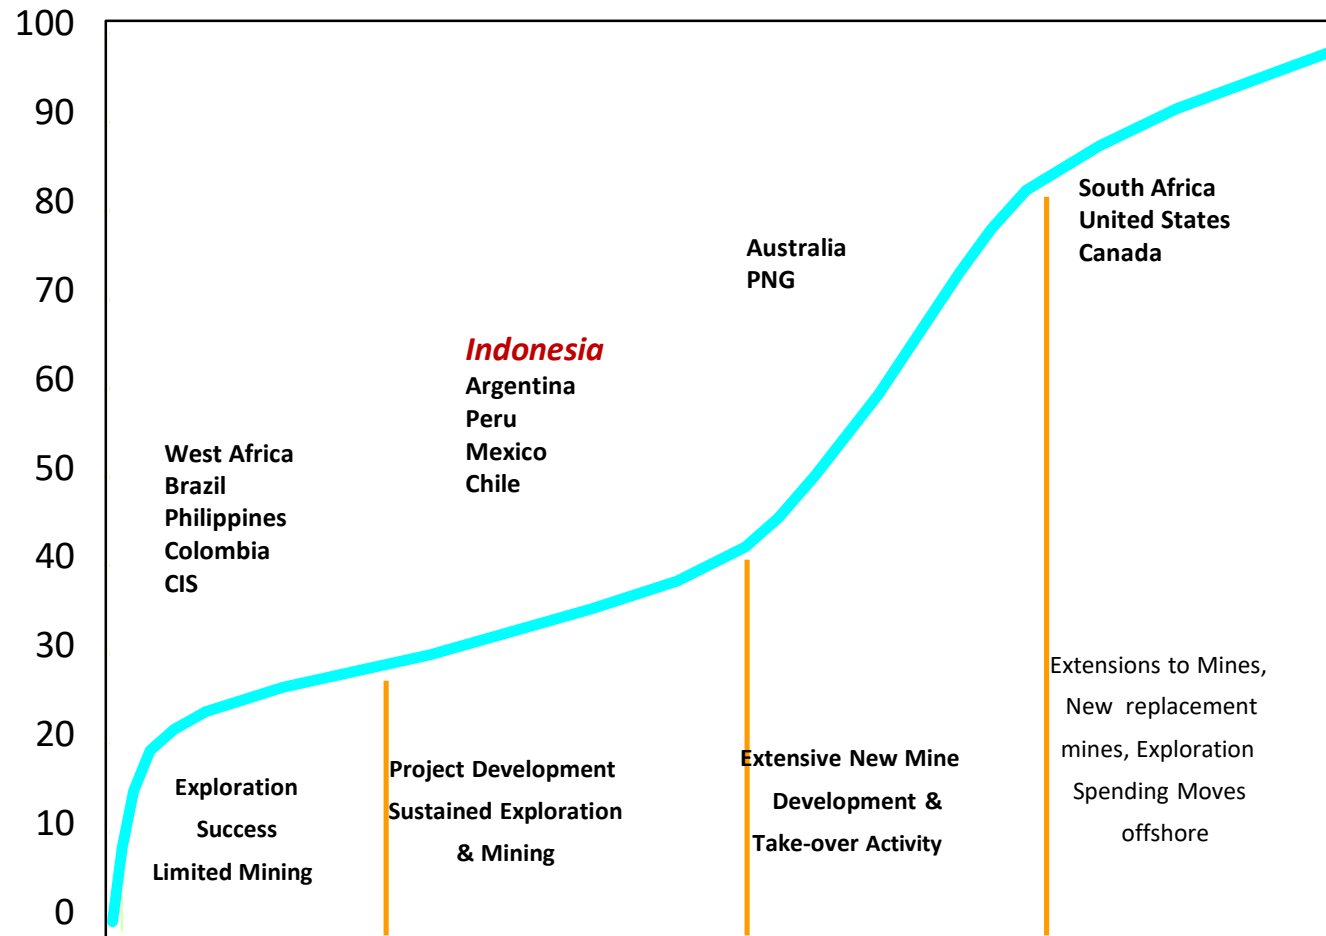 100
90
80
70
60
50
40
30
20
10
0
West Africa
Brazil
Philippines
Colombia
CIS
Indonesia
Argentina
Peru
Mexico
Chile
Australia
PNG
South Africa
United States
Canada
Exploration
Success
Limited Mining
Project Development
Sustained Exploration
& Mining
Extensive New Mine
Development &
Take-over Activity
Extensions to Mines,
New replacement
mines, Exploration
Spending Moves
offshore